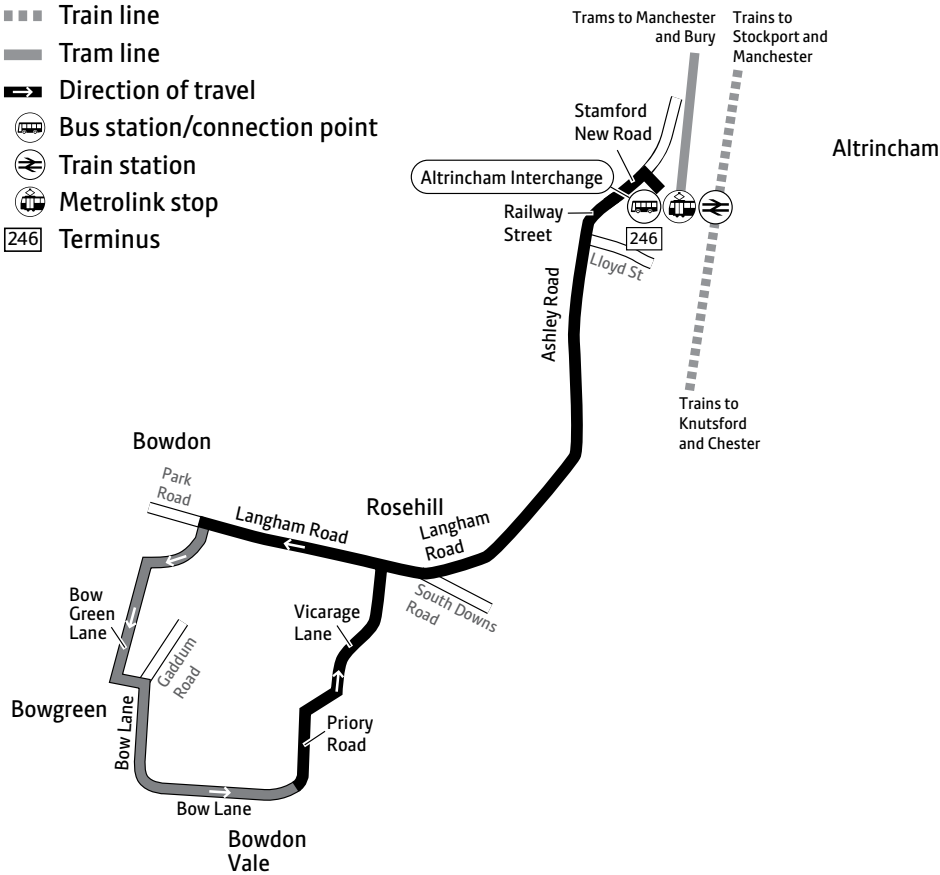 Train line
Tram line
Direction of travel
Bus station/connection point
Train station
Metrolink stop
246 Terminus
Trams to Manchester
and Bury
Trains to
Stockport and
Manchester
Stamford
New Road
Altrincham
Altrincham Interchange
Railway
Street
246
Lloyd St
Ashley Road
Trains to
Knutsford
and Chester
Bowdon
Park
Road
Langham Road
Rosehill
Langham
Road
South Downs
Road
Bow
Green
Lane
Vicarage
Lane
Gaddum
Road
Bowgreen
Bow Lane
Priory
Road
Bow Lane
Bowdon
Vale